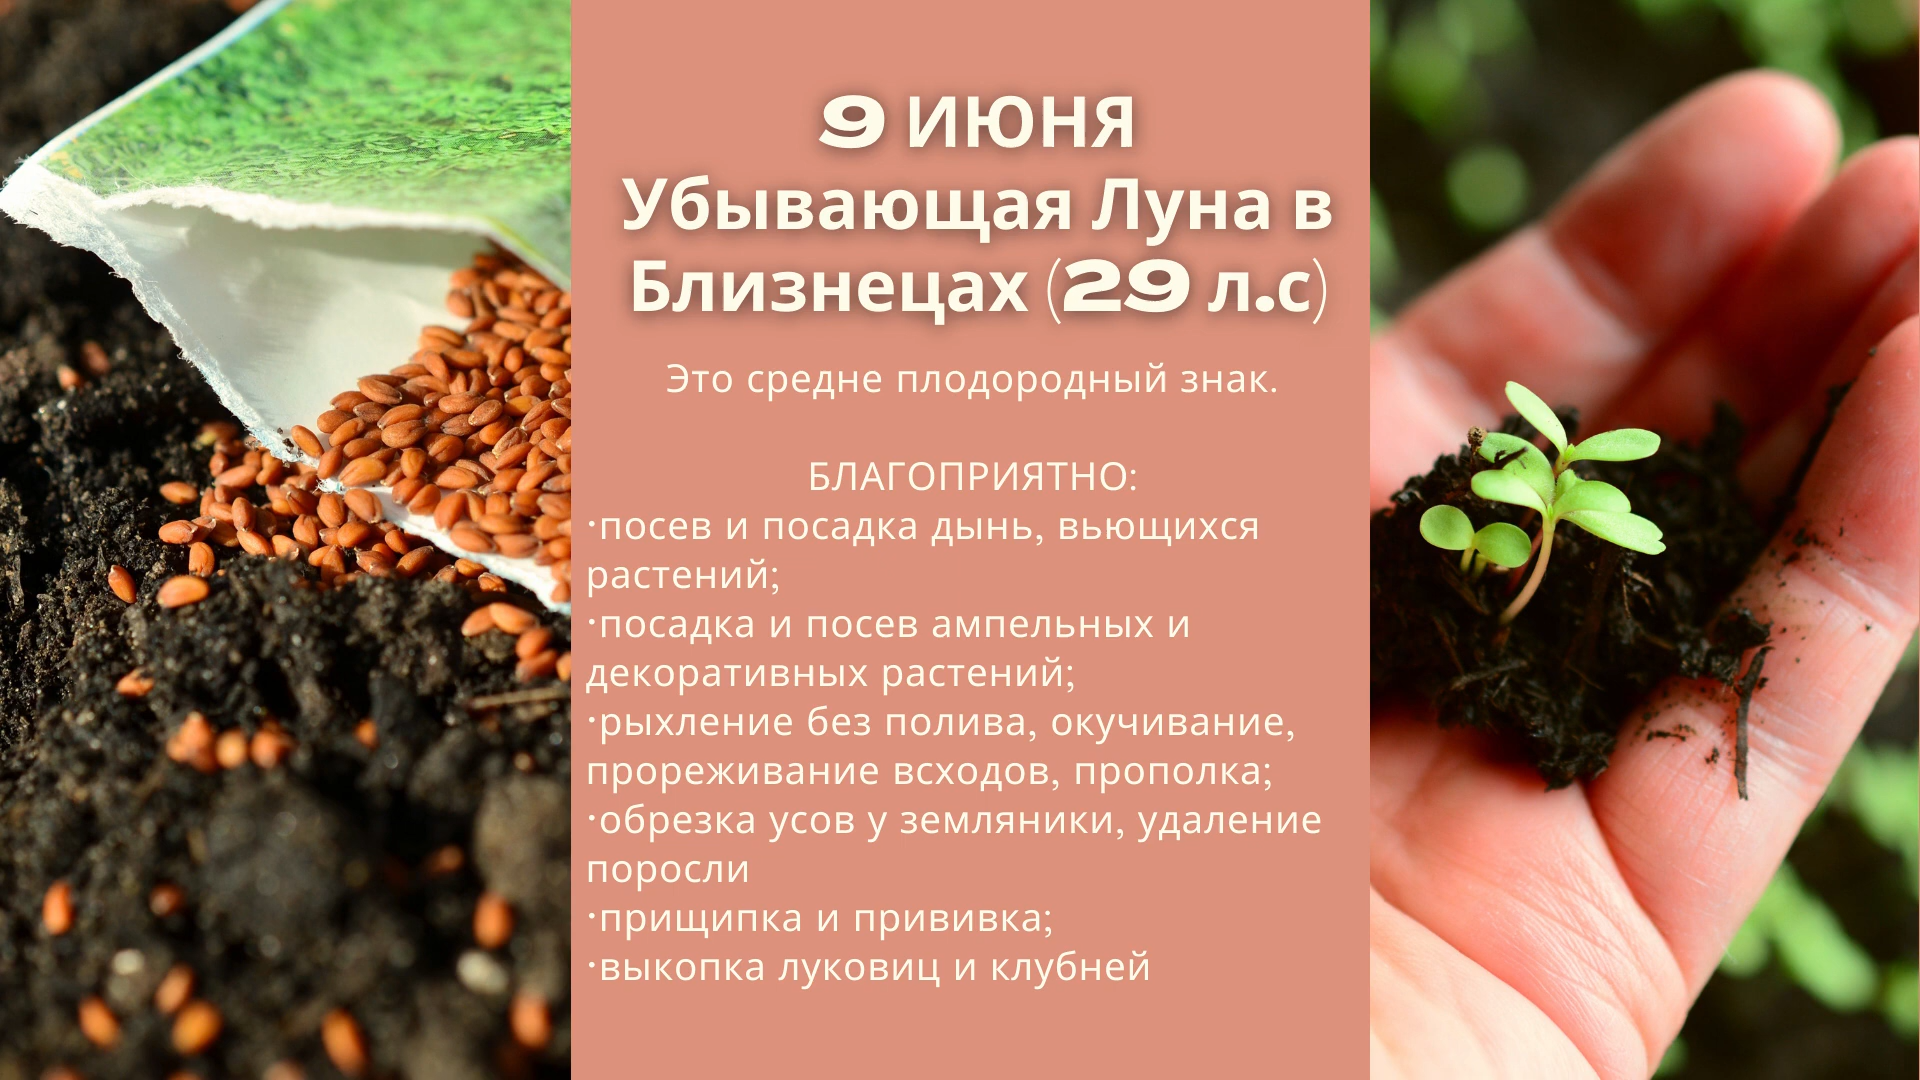 9 ИЮНЯ
Убывающая Луна в
Близнецах (29 л.с)
Это средне плодородный знак.
БЛАГОПРИЯТНО:
·посев и посадка дынь, вьющихся
растений;
·посадка и посев ампельных и
декоративных растений;
·рыхление без полива, окучивание,
прореживание всходов, прополка;
·обрезка усов у земляники, удаление
поросли
·прищипка и прививка;
·выкопка луковиц и клубней